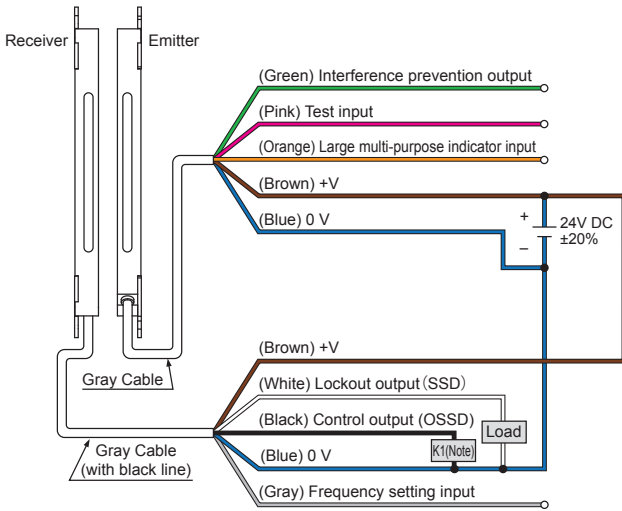 Receiver
Emitter
(Green) Interference prevention output
(Pink) Test input
(Orange) Large multi-purpose indicator input
(Brown) +V
(Blue) 0 V
+
24V DC
±20%
–
(Brown) +V
Gray Cable
(White) Lockout output (SSD)
(Black) Control output (OSSD)
Load
K1(Note)
Gray Cable
(with black line)
(Blue) 0 V
(Gray) Frequency setting input